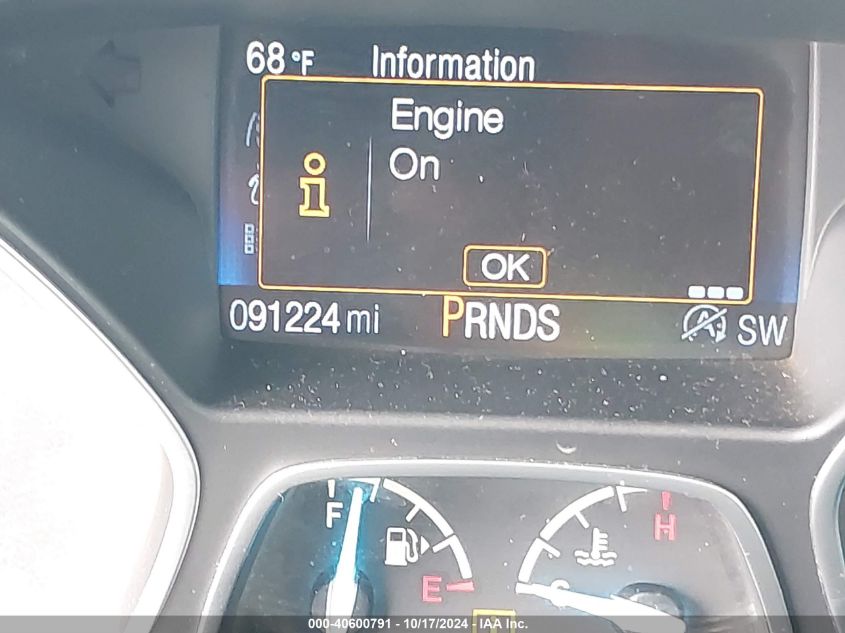 68 °F Information
Engine
On
OK
091224 mi PRNDS SW
F H
E C
000-40600791 - 10/17/2024 - IAA Inc.